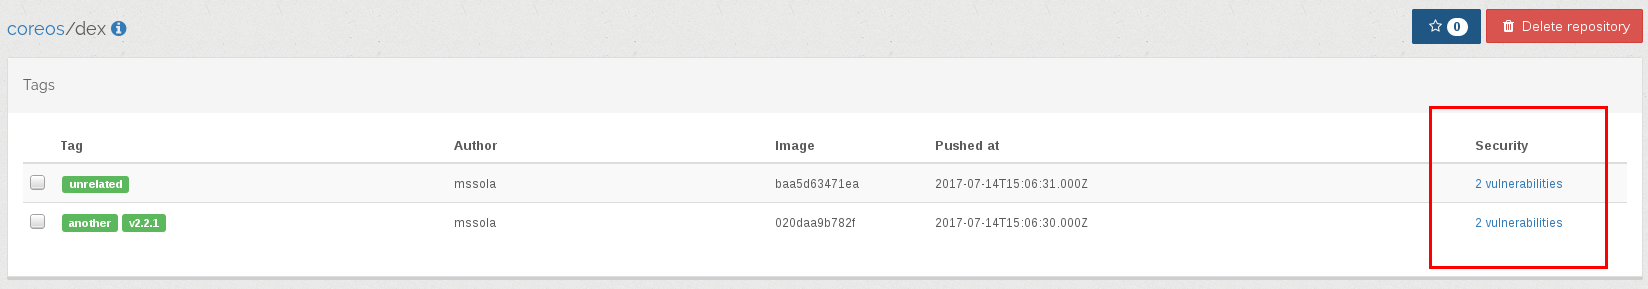 coreos/dex
0 Delete repository
Tags
Tag Author Image Pushed at Security
unrelated mssola baa5d63471ea 2017-07-14T15:06:31.000Z 2 vulnerabilities
another v2.2.1 mssola 020daa9b782f 2017-07-14T15:06:30.000Z 2 vulnerabilities